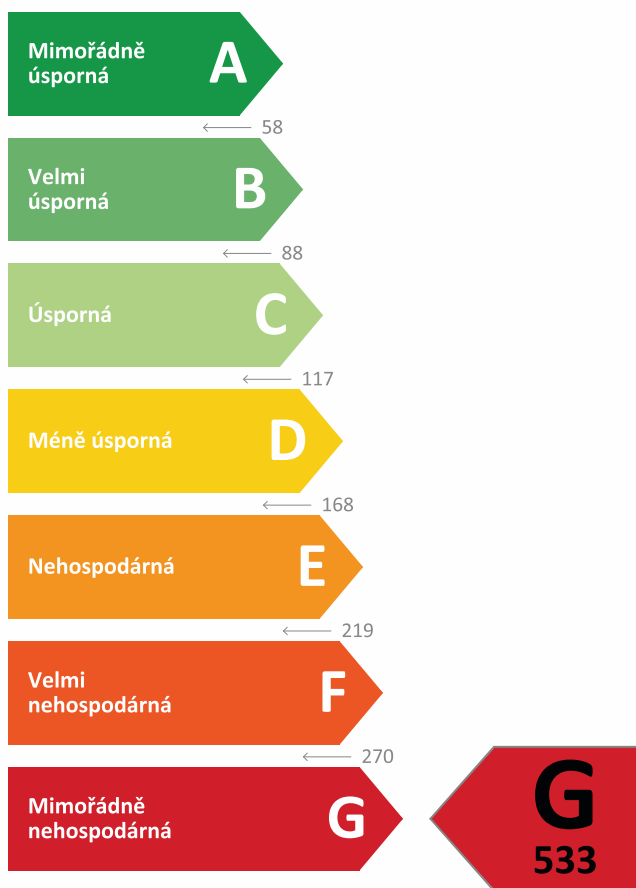 Mimořádně
úsporná
A
58
Velmi
úsporná
B
88
Úsporná
C
117
Méně úsporná
D
168
Nehospodárná
E
219
Velmi
nehospodárná
F
270
Mimořádně
nehospodárná
G
G
533